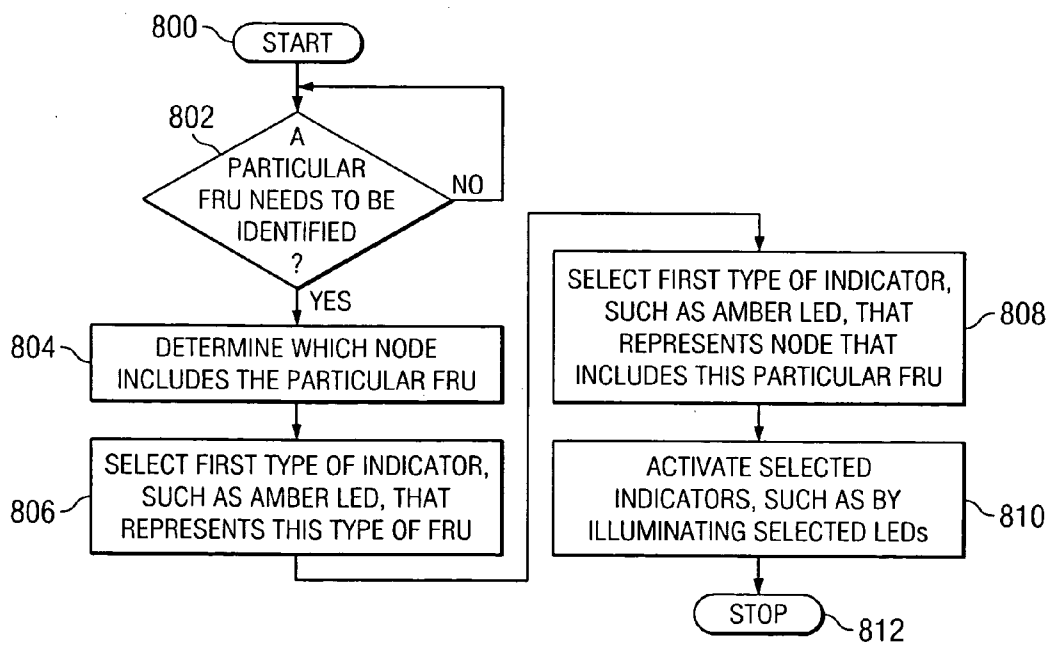 800
START
802
A
PARTICULAR
FRU NEEDS TO BE
IDENTIFIED
?
NO
YES
804
DETERMINE WHICH NODE
INCLUDES THE PARTICULAR FRU
806
SELECT FIRST TYPE OF INDICATOR,
SUCH AS AMBER LED, THAT
REPRESENTS THIS TYPE OF FRU
SELECT FIRST TYPE OF INDICATOR,
SUCH AS AMBER LED, THAT
REPRESENTS NODE THAT
INCLUDES THIS PARTICULAR FRU
808
ACTIVATE SELECTED
INDICATORS, SUCH AS BY
ILLUMINATING SELECTED LEDs
810
STOP
812